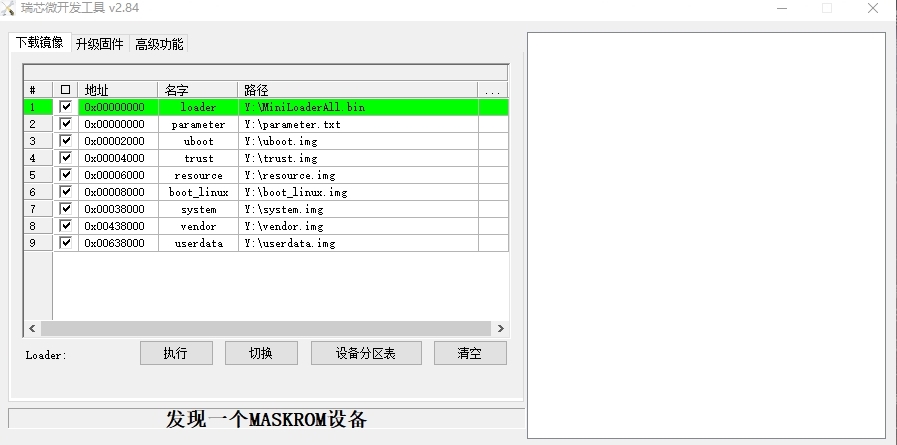 瑞芯微开发工具 v2.84
下载镜像 升级固件 高级功能
# 地址 名字 路径 ...
1 0x00000000 loader Y:\MiniLoaderAll.bin
2 0x00000000 parameter Y:\parameter.txt
3 0x00002000 uboot Y:\uboot.img
4 0x00004000 trust Y:\trust.img
5 0x00006000 resource Y:\resource.img
6 0x00008000 boot_linux Y:\boot_linux.img
7 0x00038000 system Y:\system.img
8 0x00438000 vendor Y:\vendor.img
9 0x00638000 userdata Y:\userdata.img
Loader: 执行 切换 设备分区表 清空
发现一个MASKROM设备